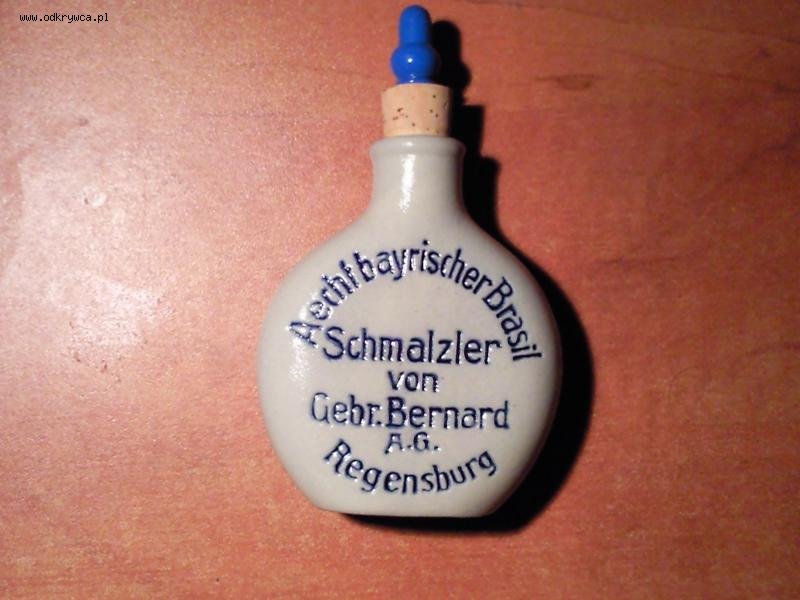 www.odkrywca.pl
Aecht bayrischer Brasil
Schmalzler
von
Gebr. Bernard
A.G.
Regensburg